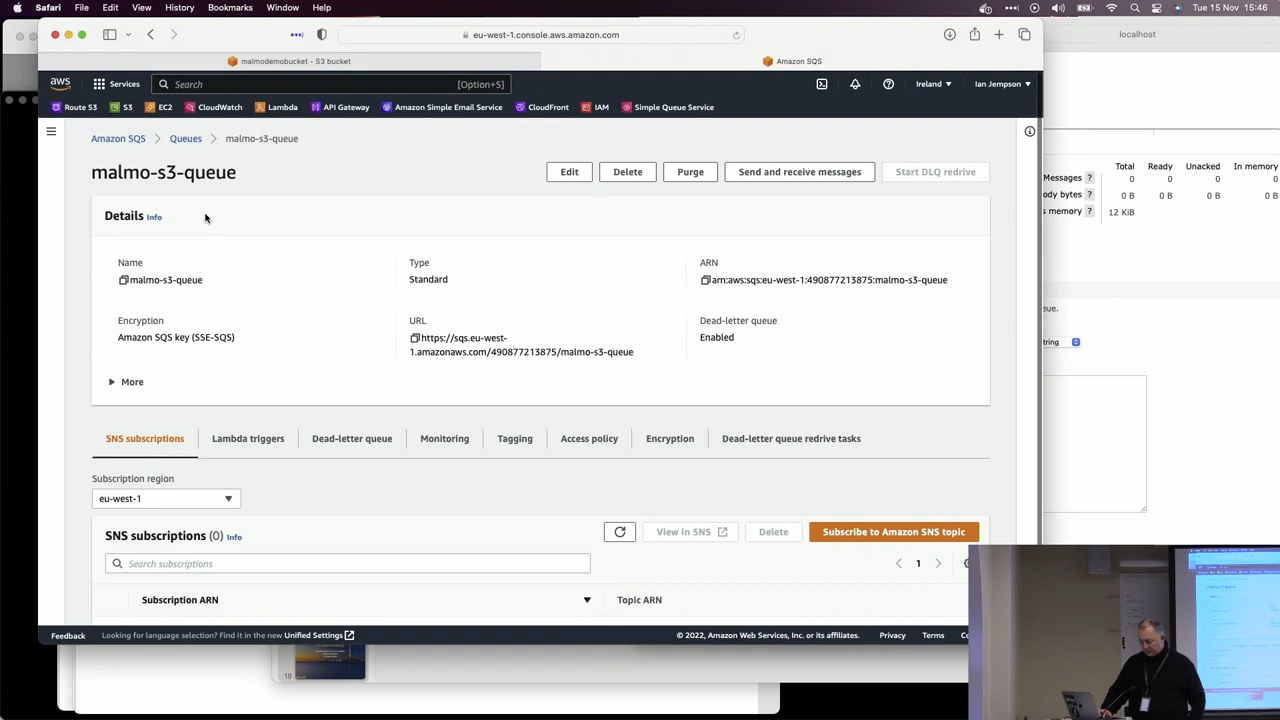 Safari File Edit View History Bookmarks Window Help
Tue 15 Nov 15:46
eu-west-1.console.aws.amazon.com
localhost
malmodemobucket - S3 bucket
Amazon SQS
aws Services Search [Option+S] Ireland Ian Jempson
Route 53 S3 EC2 CloudWatch Lambda API Gateway Amazon Simple Email Service CloudFront IAM Simple Queue Service
Amazon SQS > Queues > malmo-s3-queue
malmo-s3-queue
Edit Delete Purge Send and receive messages Start DLQ redrive
Details Info
Name Type ARN
malmo-s3-queue Standard arn:aws:sqs:eu-west-1:490877213875:malmo-s3-queue
Encryption URL Dead-letter queue
Amazon SQS key (SSE-SQS) https://sqs.eu-west-
1.amazonaws.com/490877213875/malmo-s3-queue
Enabled
More
SNS subscriptions Lambda triggers Dead-letter queue Monitoring Tagging Access policy Encryption Dead-letter queue redrive tasks
Subscription region
eu-west-1
SNS subscriptions (0) Info
View in SNS Delete Subscribe to Amazon SNS topic
Search subscriptions
1
Subscription ARN Topic ARN
Feedback Looking for language selection? Find it in the new Unified Settings © 2022, Amazon Web Services, Inc. or its affiliates. Privacy Terms
Total Ready Unacked In memory
Messages ? 0 0 0 0
ody bytes ? 0 B 0 B 0 B 0 B
s memory ? 12 KiB
eue.
tring
18